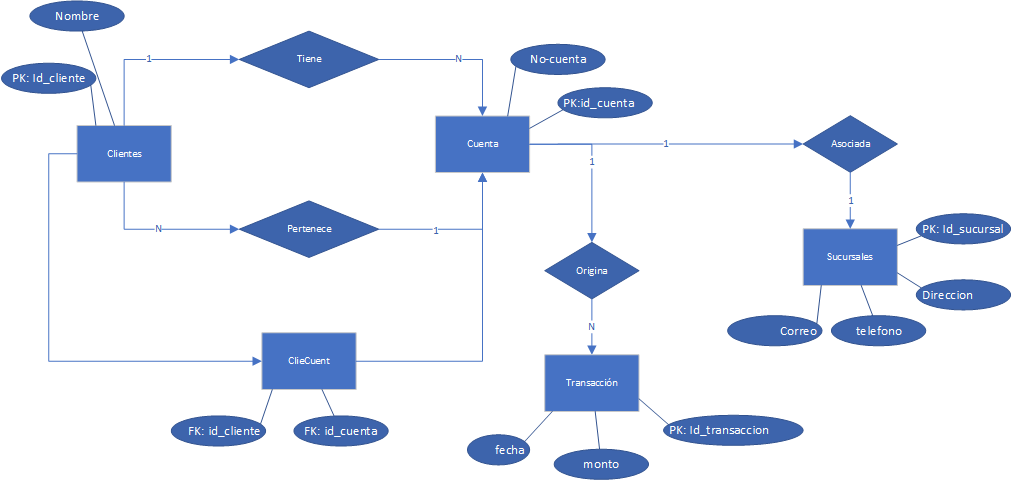 Nombre
Tiene
1
N
No-cuenta
PK: Id_cliente
PK:id_cuenta
Clientes
Cuenta
1
Asociada
1
1
N
Pertenece
1
PK: Id_sucursal
Sucursales
Origina
Direccion
N
Correo
telefono
ClieCuent
Transacción
FK: id_cliente
FK: id_cuenta
PK: Id_transaccion
fecha
monto